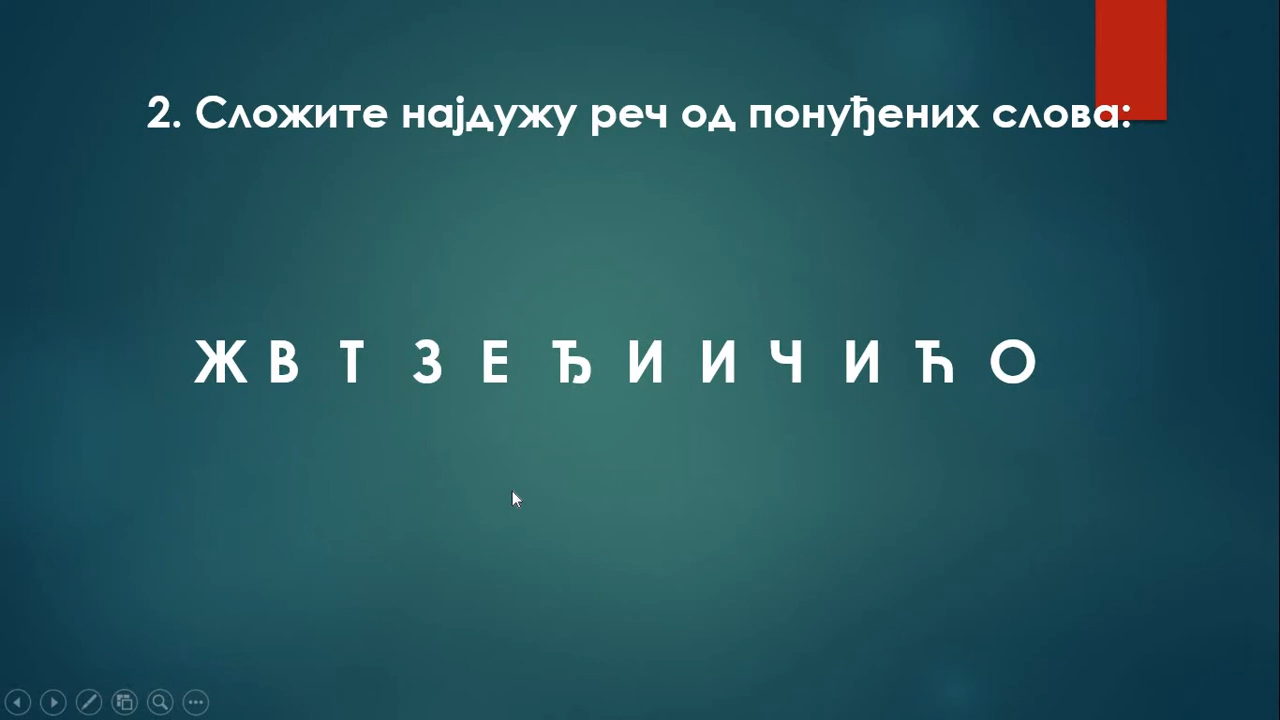 2. Сложите најдужу реч од понуђених слова:
Ж В Т З Е Ђ И И Ч И Ћ О